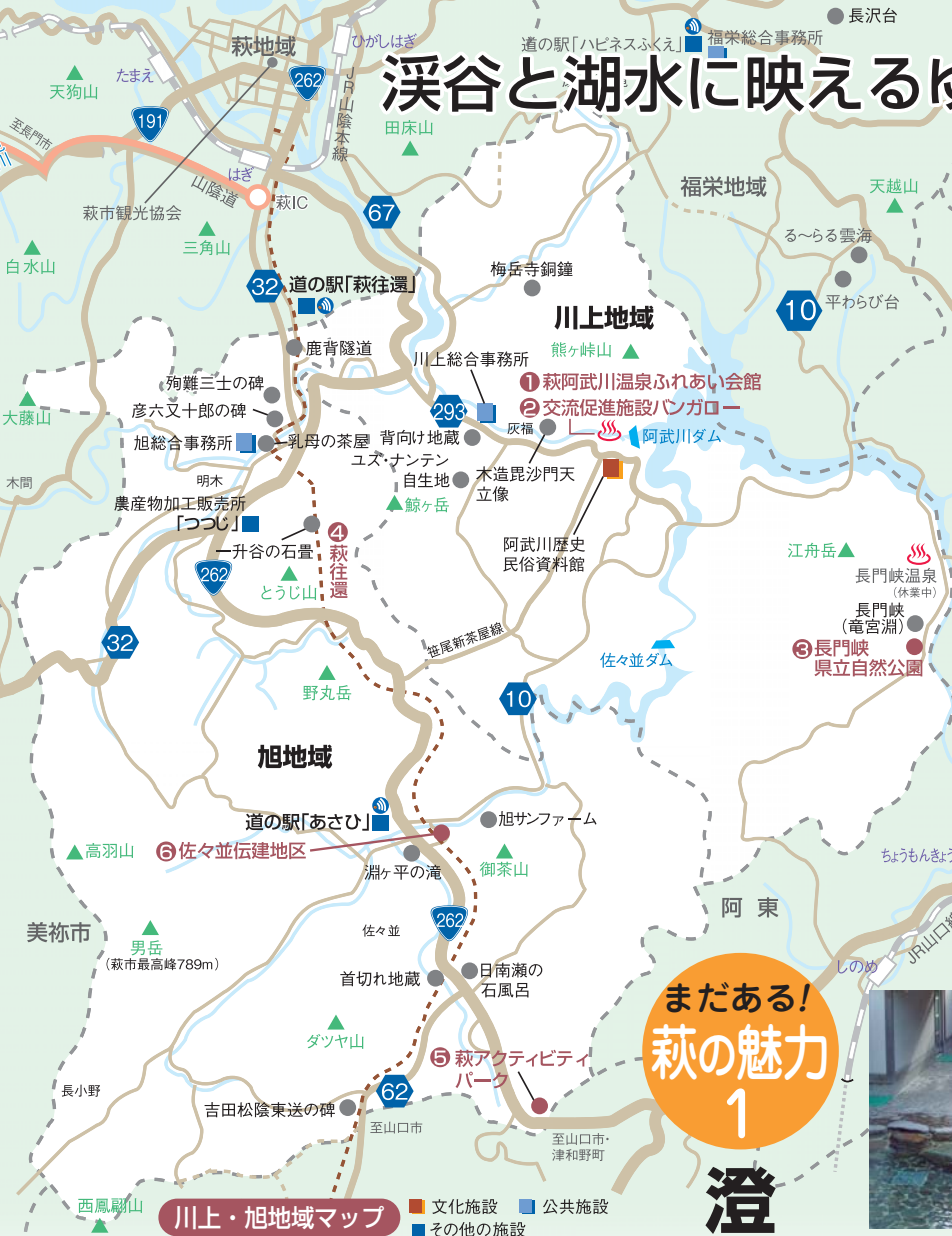 長沢台
道の駅「ハピネスふくえ」
福栄総合事務所
渓谷と湖水に映える
萩地域
ひがしはぎ
たまえ
天狗山
262
JR山陰本線
191
至長門市
田床山
はぎ
山陰道
萩IC
福栄地域
天越山
萩市観光協会
67
三角山
る〜らる雲海
白水山
梅岳寺銅鐘
平わらび台
32
道の駅「萩往還」
10
川上地域
鹿背隧道
川上総合事務所
熊ヶ峠山
殉難三士の碑
❶萩阿武川温泉ふれあい会館
大藤山
彦六又十郎の碑
293
❷交流促進施設バンガロー
灰福
旭総合事務所
乳母の茶屋
背向け地蔵
阿武川ダム
ユズ・ナンテン
自生地
木造毘沙門天
立像
木間
明木
農産物加工販売所
「つつじ」
鯨ヶ岳
一升谷の石畳
❹萩往還
阿武川歴史
民俗資料館
江舟岳
長門峡温泉
(休業中)
262
とうじ山
長門峡
(竜宮淵)
32
笹尾新茶屋線
佐々並ダム
❸長門峡
県立自然公園
野丸岳
10
旭地域
道の駅「あさひ」
旭サンファーム
高羽山
❻佐々並伝建地区
淵ヶ平の滝
御茶山
ちょうもんきょう
阿東
美祢市
男岳
(萩市最高峰789m)
262
佐々並
しのめ
JR山口線
首切れ地蔵
日南瀬の
石風呂
まだある!
萩の魅力
1
ダツヤ山
❺萩アクティビティ
パーク
長小野
62
吉田松陰東送の碑
至山口市
至山口市・
津和野町
西鳳翩山
川上・旭地域マップ
文化施設
公共施設
その他の施設
澄